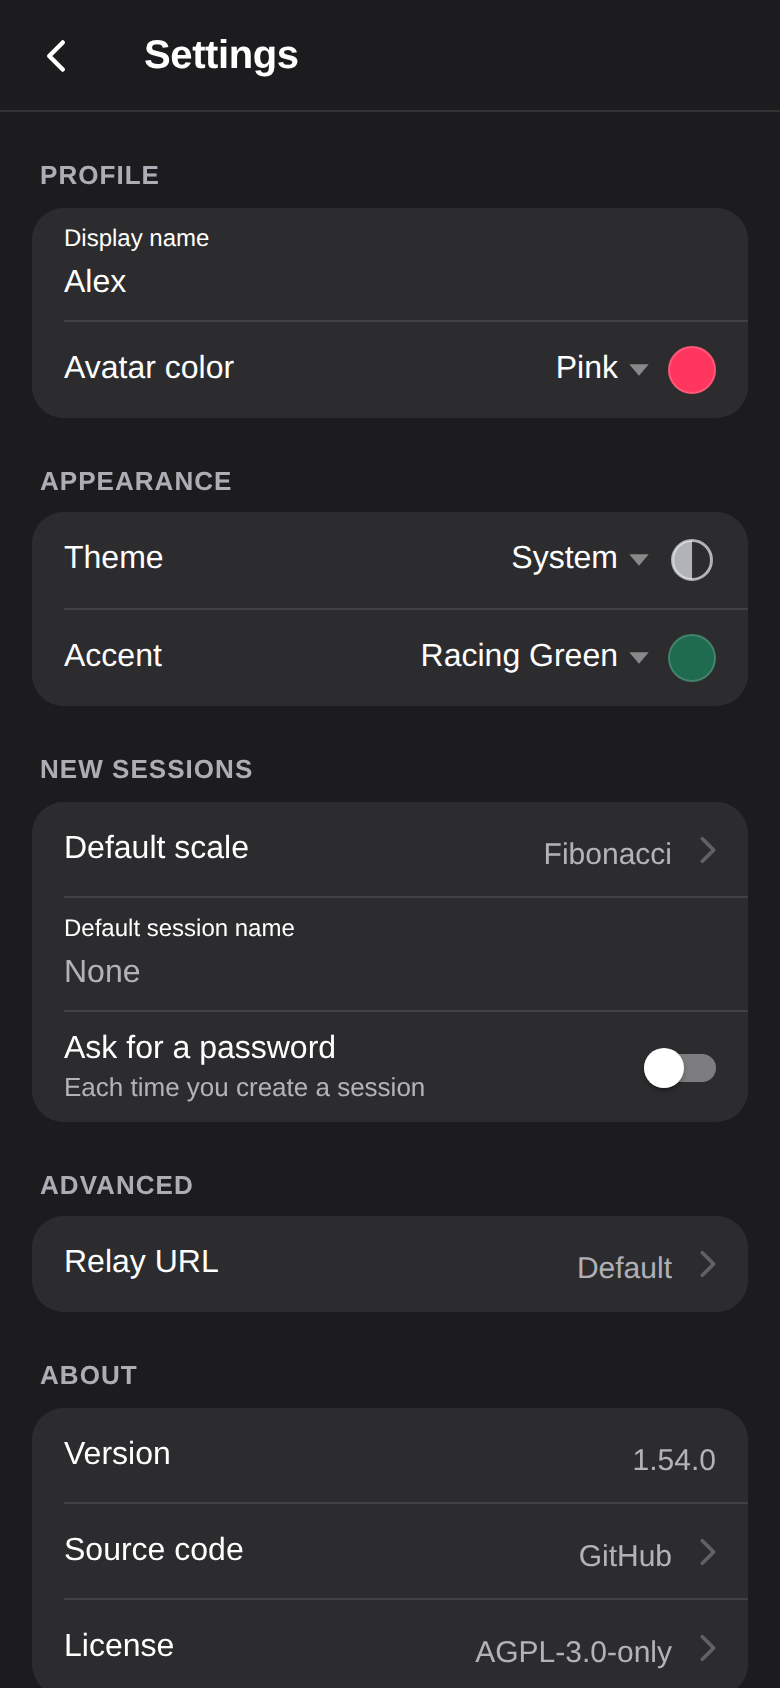 Settings
PROFILE
Display name
Alex
Avatar color Pink
APPEARANCE
Theme System
Accent Racing Green
NEW SESSIONS
Default scale Fibonacci
Default session name
None
Ask for a password
Each time you create a session
ADVANCED
Relay URL Default
ABOUT
Version 1.54.0
Source code GitHub
License AGPL-3.0-only